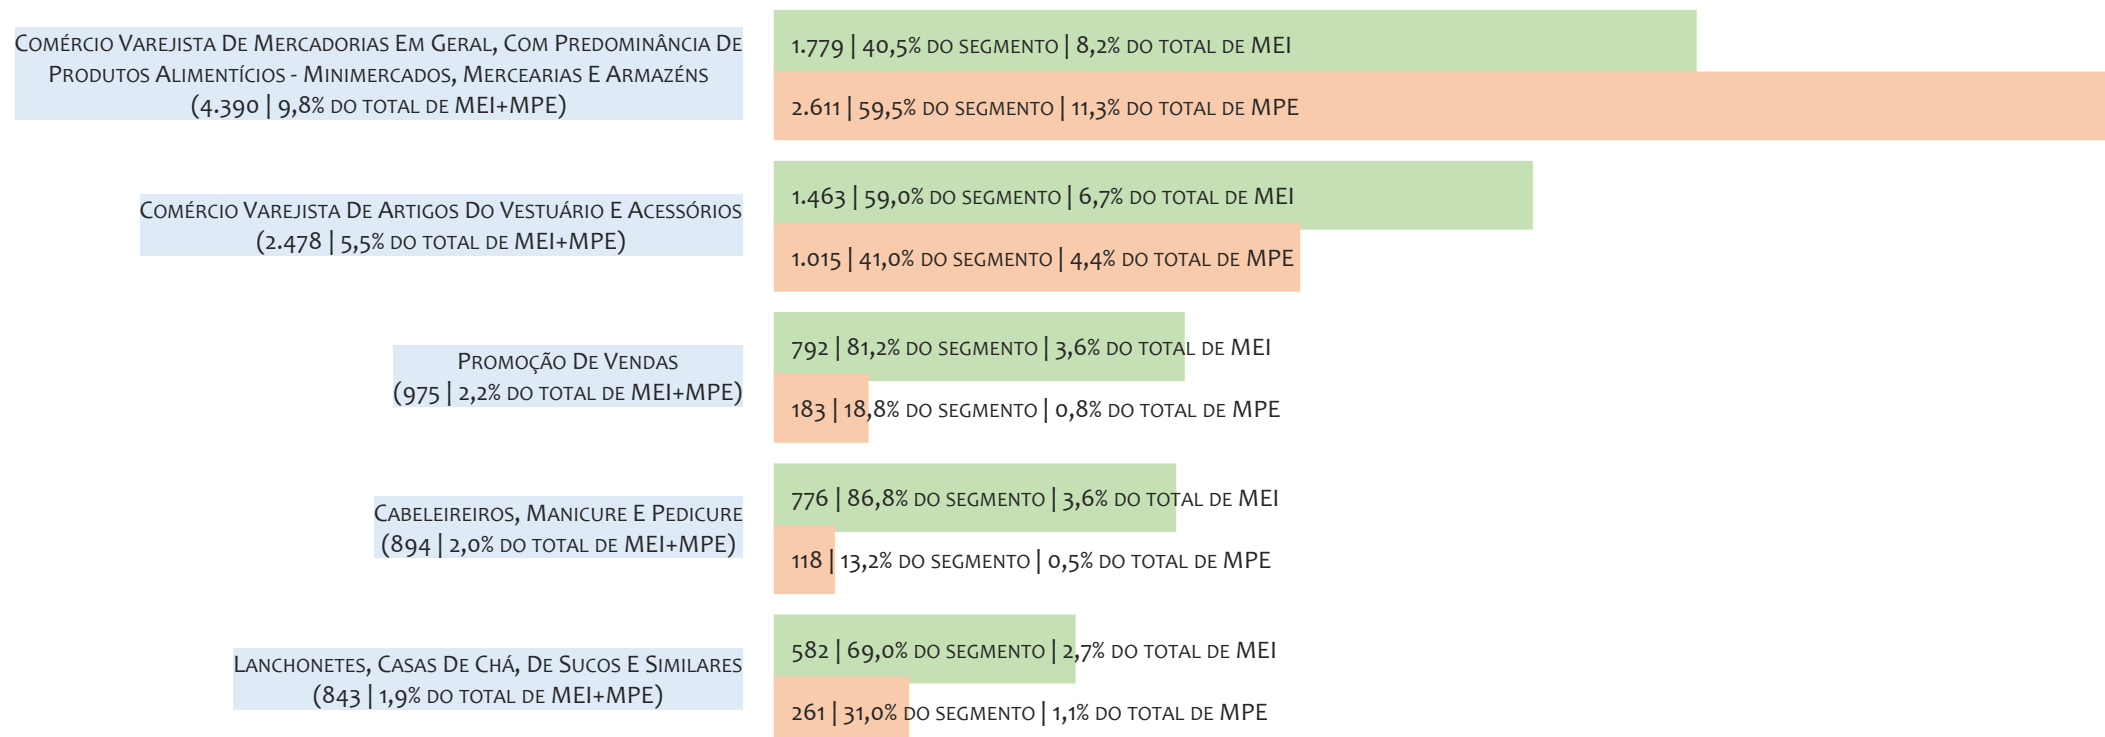 Comércio Varejista De Mercadorias Em Geral, Com Predominância De
Produtos Alimentícios - Minimercados, Mercearias E Armazéns
(4.390 | 9,8% do total de MEI+MPE)
1.779 | 40,5% do segmento | 8,2% do total de MEI
2.611 | 59,5% do segmento | 11,3% do total de MPE
Comércio Varejista De Artigos Do Vestuário E Acessórios
(2.478 | 5,5% do total de MEI+MPE)
1.463 | 59,0% do segmento | 6,7% do total de MEI
1.015 | 41,0% do segmento | 4,4% do total de MPE
Promoção De Vendas
(975 | 2,2% do total de MEI+MPE)
792 | 81,2% do segmento | 3,6% do total de MEI
183 | 18,8% do segmento | 0,8% do total de MPE
Cabeleireiros, Manicure E Pedicure
(894 | 2,0% do total de MEI+MPE)
776 | 86,8% do segmento | 3,6% do total de MEI
118 | 13,2% do segmento | 0,5% do total de MPE
Lanchonetes, Casas De Chá, De Sucos E Similares
(843 | 1,9% do total de MEI+MPE)
582 | 69,0% do segmento | 2,7% do total de MEI
261 | 31,0% do segmento | 1,1% do total de MPE